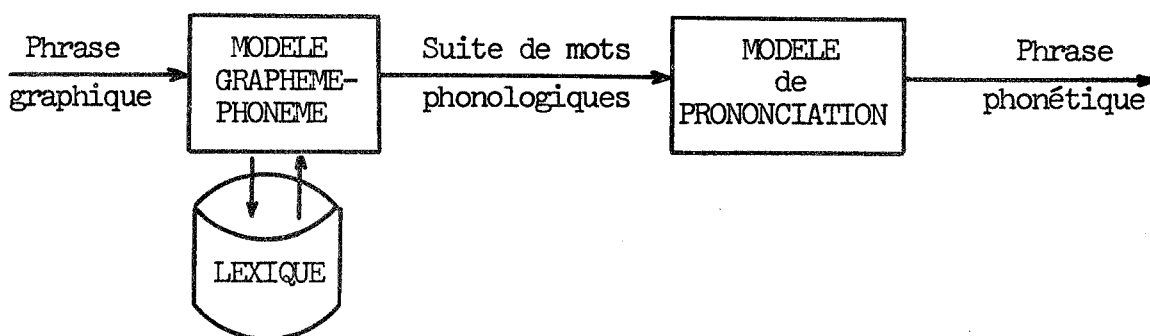 Phrase
graphique
MODELE
GRAPHEME-
PHONEME
Suite de mots
phonologiques
MODELE
de
PRONONCIATION
Phrase
phonétique
LEXIQUE